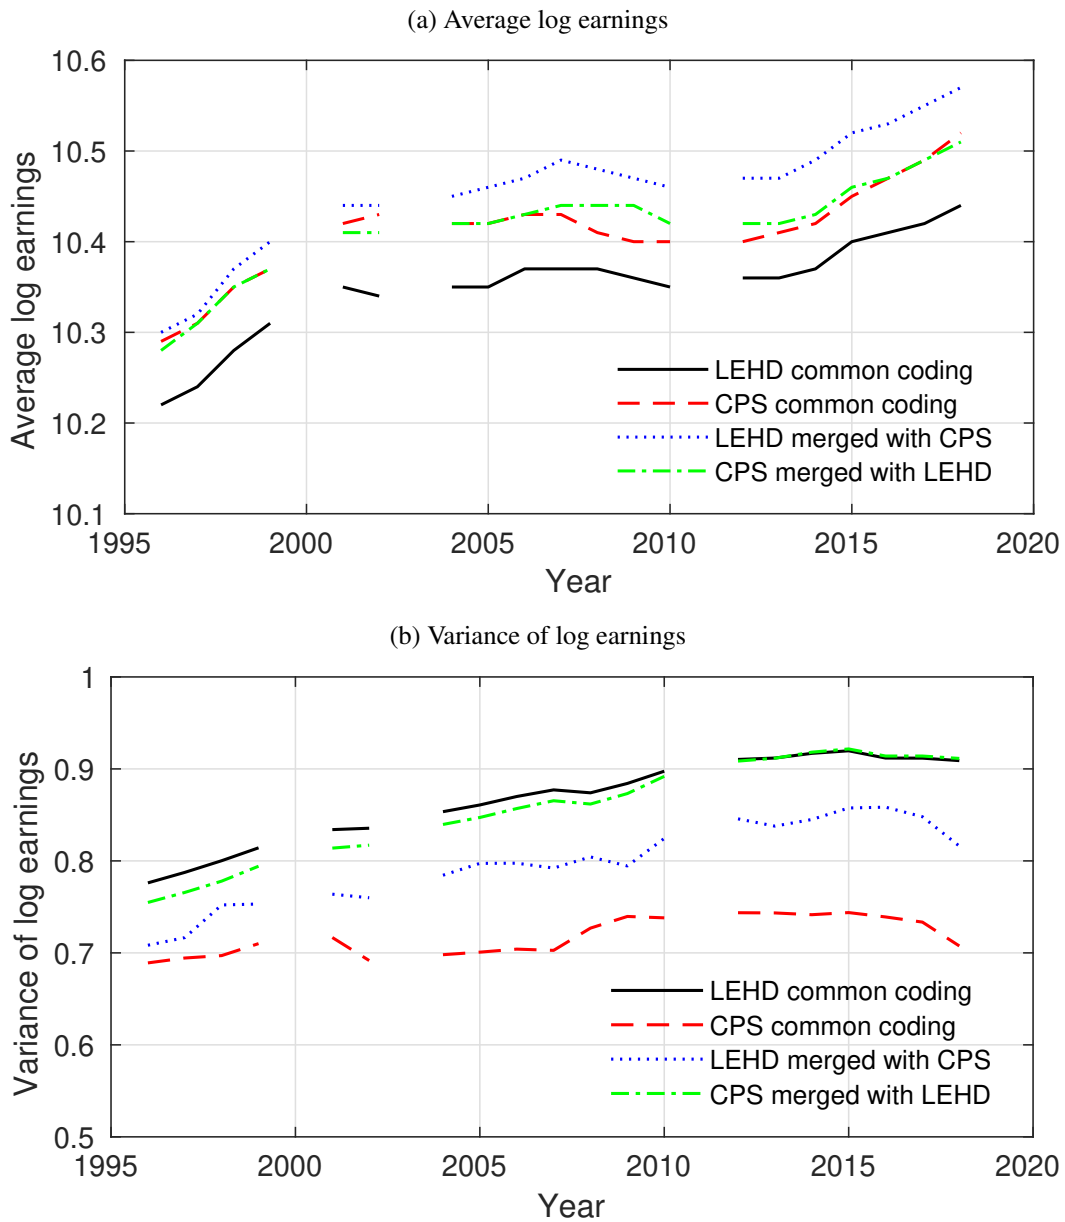 (a) Average log earnings
10.6
10.5
10.4
10.3
10.2
10.1
Average log earnings
LEHD common coding
CPS common coding
LEHD merged with CPS
CPS merged with LEHD
1995 2000 2005 2010 2015 2020
Year
(b) Variance of log earnings
1
0.9
0.8
0.7
0.6
0.5
Variance of log earnings
LEHD common coding
CPS common coding
LEHD merged with CPS
CPS merged with LEHD
1995 2000 2005 2010 2015 2020
Year